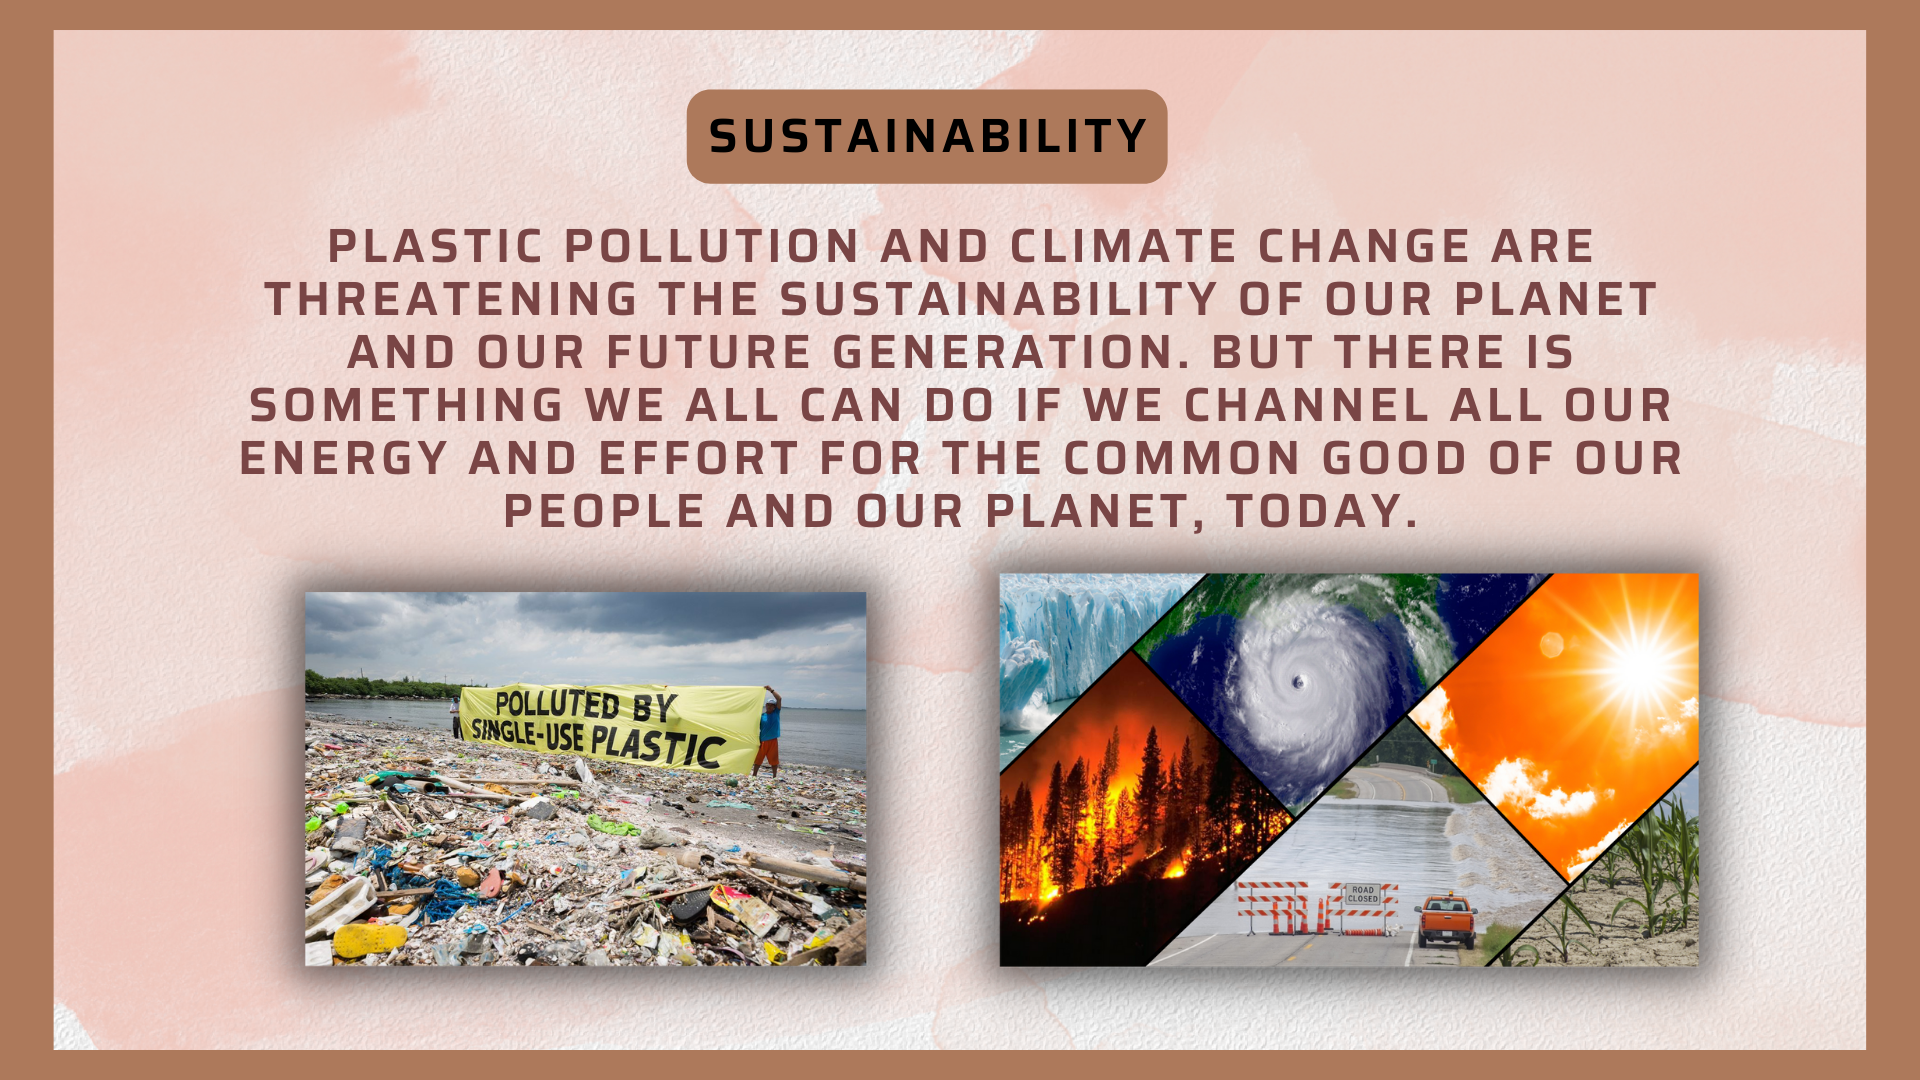 SUSTAINABILITY
PLASTIC POLLUTION AND CLIMATE CHANGE ARE
THREATENING THE SUSTAINABILITY OF OUR PLANET
AND OUR FUTURE GENERATION. BUT THERE IS
SOMETHING WE ALL CAN DO IF WE CHANNEL ALL OUR
ENERGY AND EFFORT FOR THE COMMON GOOD OF OUR
PEOPLE AND OUR PLANET, TODAY.
POLLUTED BY
SINGLE-USE PLASTIC
ROAD
CLOSED